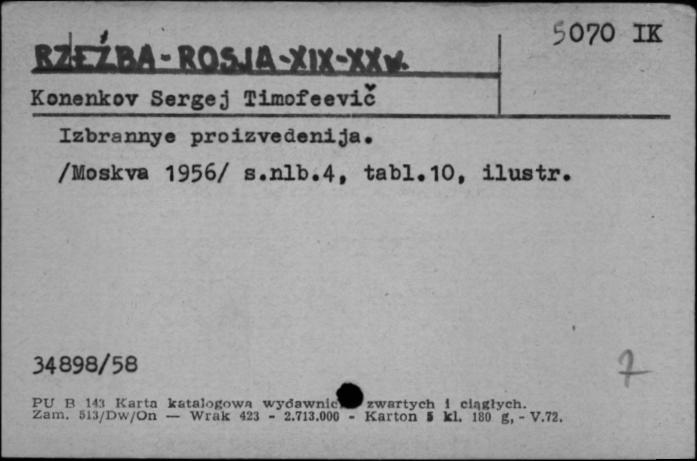 5070 IK
RZEŹBA-ROSJA-XIX-XXw.
Konenkov Sergej Timofeevič
Izbrannye proizvedenija.
/Moskva 1956/ s.nlb.4, tabl.10, ilustr.
34898/58
7
PU B 143 Karta katalogowa wydawnic zwartych i ciągłych.
Zam. 513/Dw/On — Wrak 423 - 2.713.000 - Karton 5 kl. 180 g, - V.72.